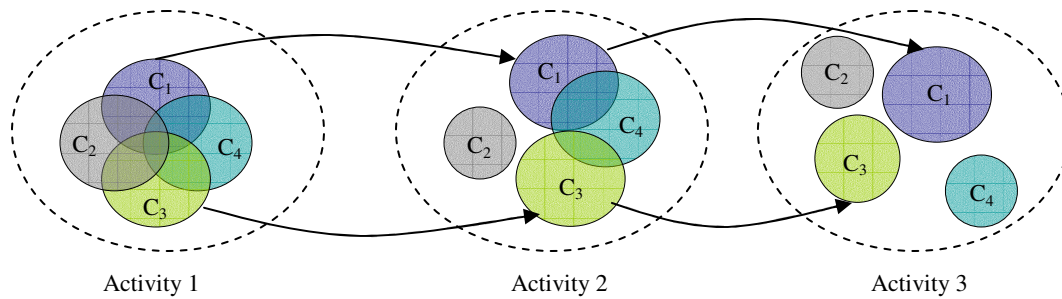 C₁
C₂
C₄
C₃
C₁
C₄
C₂
C₃
C₂
C₁
C₃
C₄
Activity 1
Activity 2
Activity 3